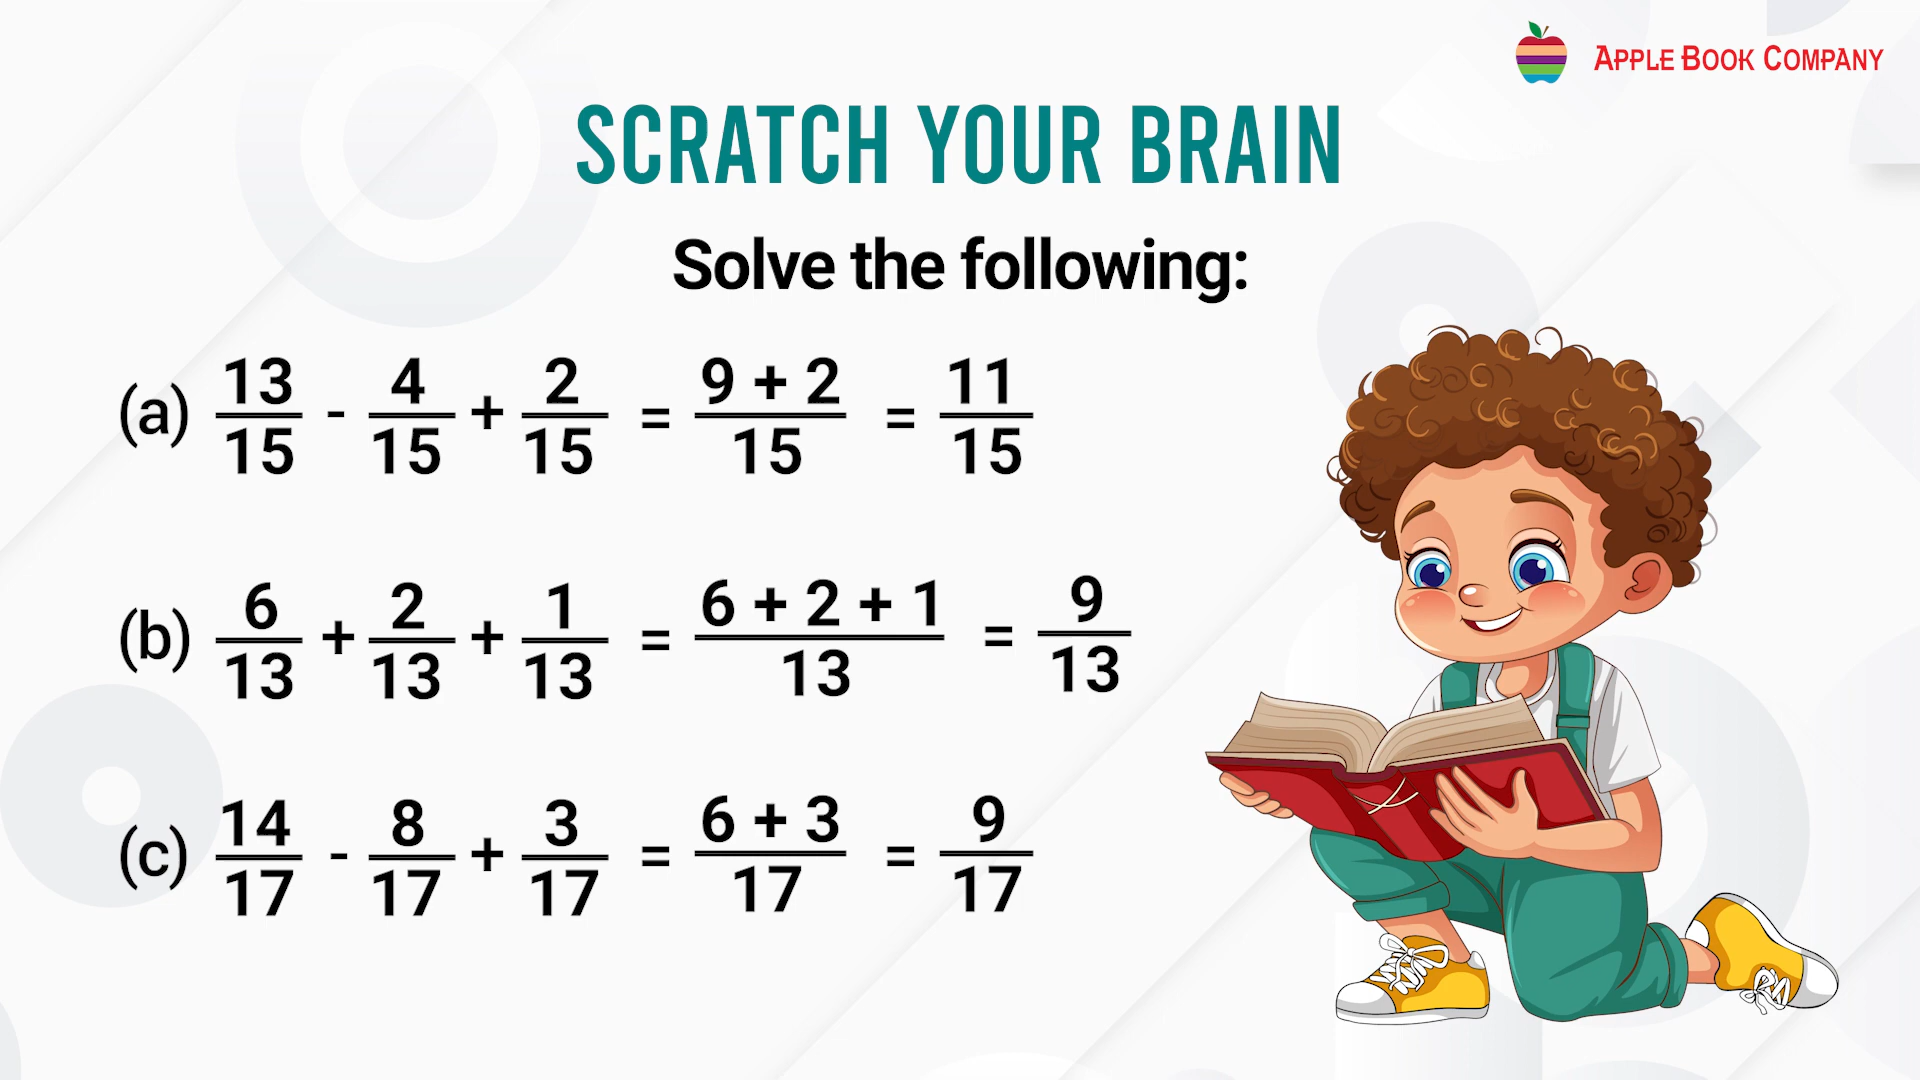 APPLE BOOK COMPANY
SCRATCH YOUR BRAIN
Solve the following:
(a) 13/15 - 4/15 + 2/15 = 9 + 2/15 = 11/15
(b) 6/13 + 2/13 + 1/13 = 6 + 2 + 1/13 = 9/13
(c) 14/17 - 8/17 + 3/17 = 6 + 3/17 = 9/17